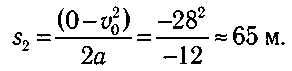 s₂ = (0 − v₀²) / 2a = −28² / −12 ≈ 65 м.